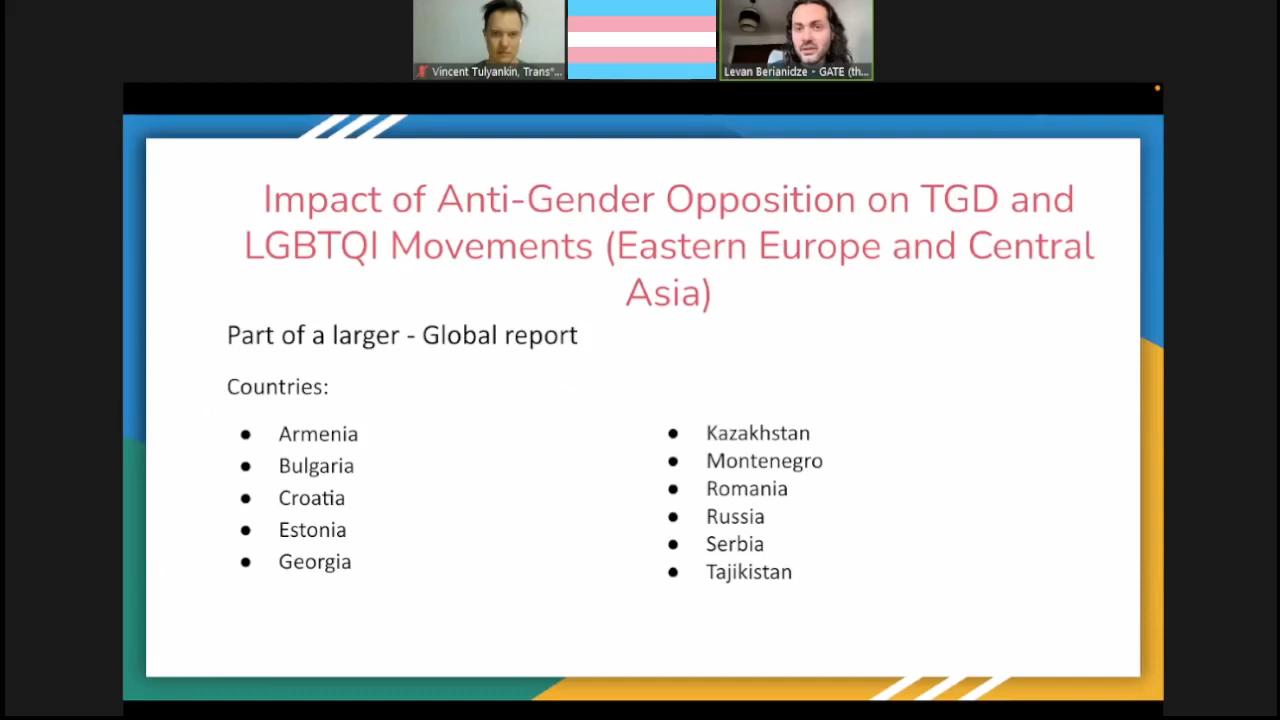 Vincent Tulyankin, Trans*...
Levan Berianidze - GATE (th...
Impact of Anti-Gender Opposition on TGD and
LGBTQI Movements (Eastern Europe and Central
Asia)
Part of a larger - Global report
Countries:
● Armenia
● Bulgaria
● Croatia
● Estonia
● Georgia
● Kazakhstan
● Montenegro
● Romania
● Russia
● Serbia
● Tajikistan